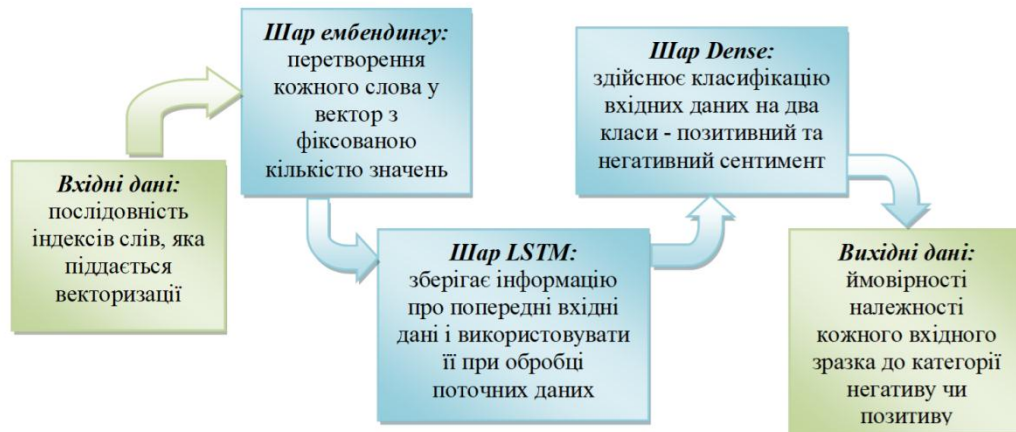 Вхідні дані:
послідовність
індексів слів, яка
піддається
векторизації
Шар ембендингу:
перетворення
кожного слова у
вектор з
фіксованою
кількістю значень
Шар LSTM:
зберігає інформацію
про попередні вхідні
дані і використовувати
її при обробці
поточних даних
Шар Dense:
здійснює класифікацію
вхідних даних на два
класи - позитивний та
негативний сентимент
Вихідні дані:
ймовірності
належності
кожного вхідного
зразка до категорії
негативу чи
позитиву